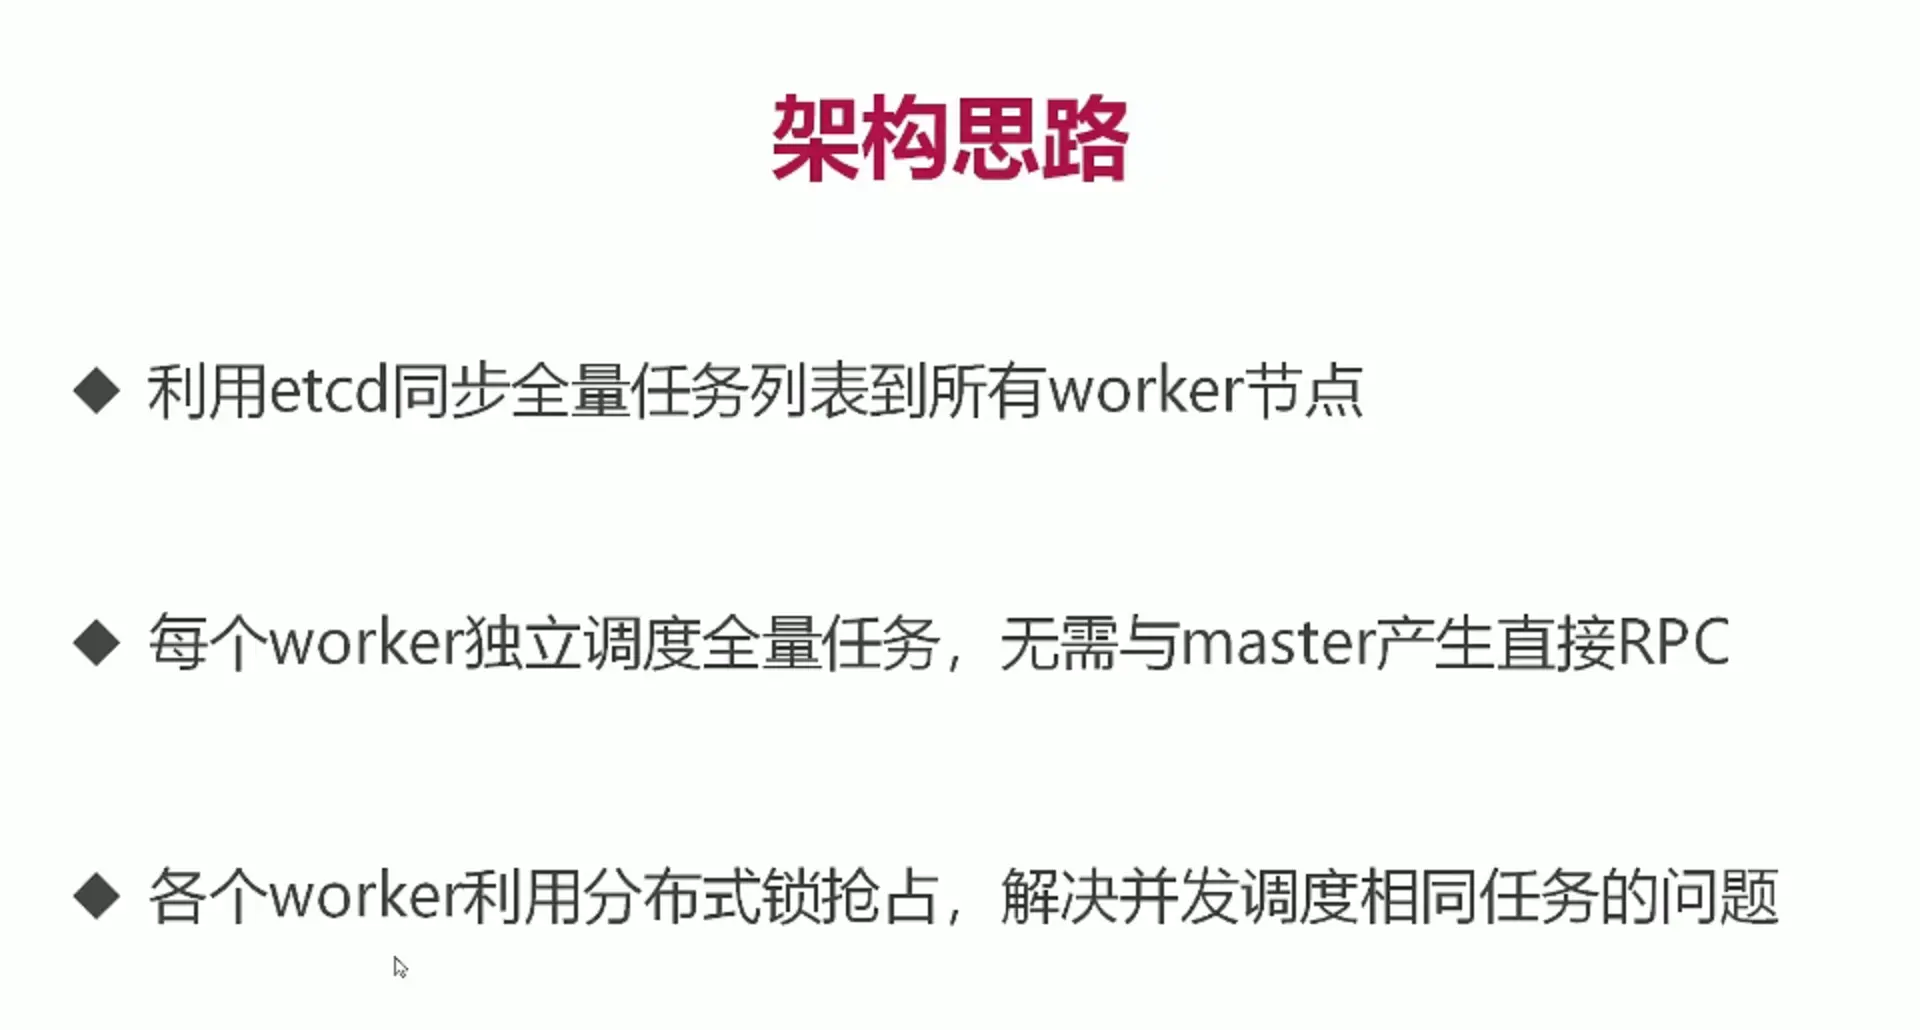 架构思路
利用etcd同步全量任务列表到所有worker节点
每个worker独立调度全量任务，无需与master产生直接RPC
各个worker利用分布式锁抢占，解决并发调度相同任务的问题